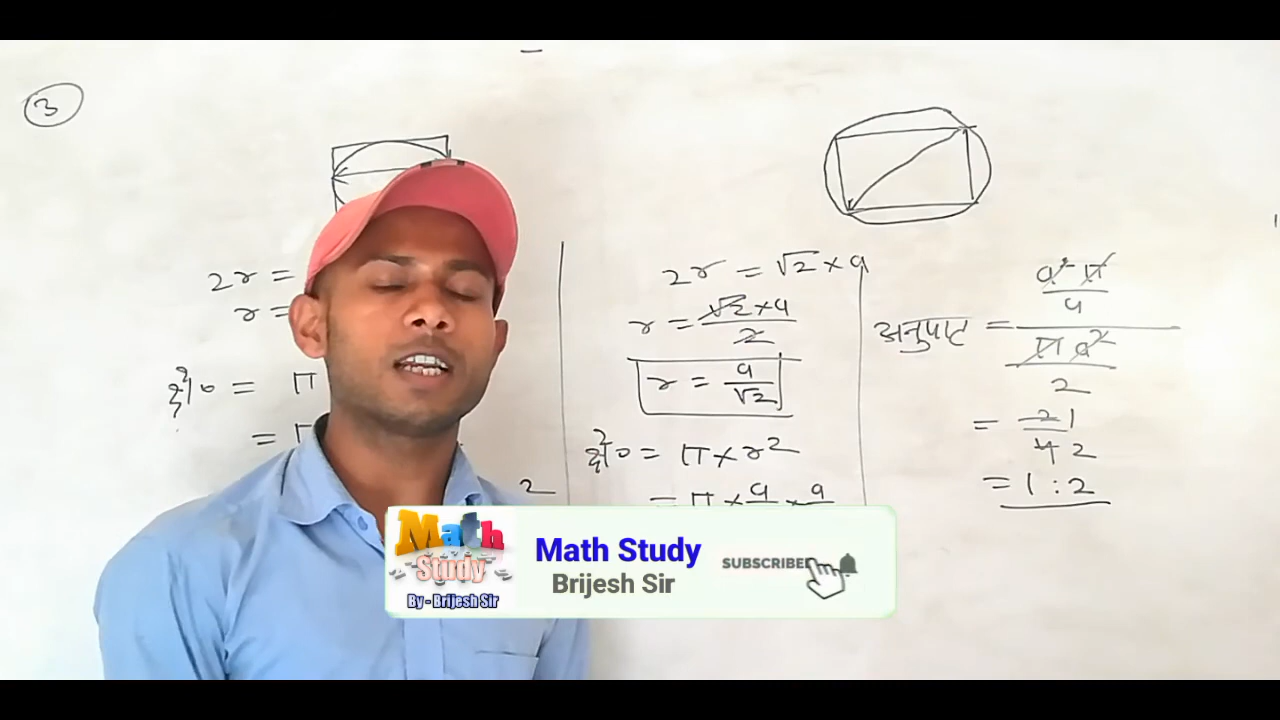 3
2r =
r =
क्षे० = π
= π
2
2r = √2 × a
r = √2 × a / 2
r = a / √2
क्षे० = π × r²
= π × a × a
अनुपात = a² π / 4 / π a² / 2
= 2 1 / 4 2
= 1 : 2
Math Study
By - Brijesh Sir
Math Study
Brijesh Sir
SUBSCRIBED